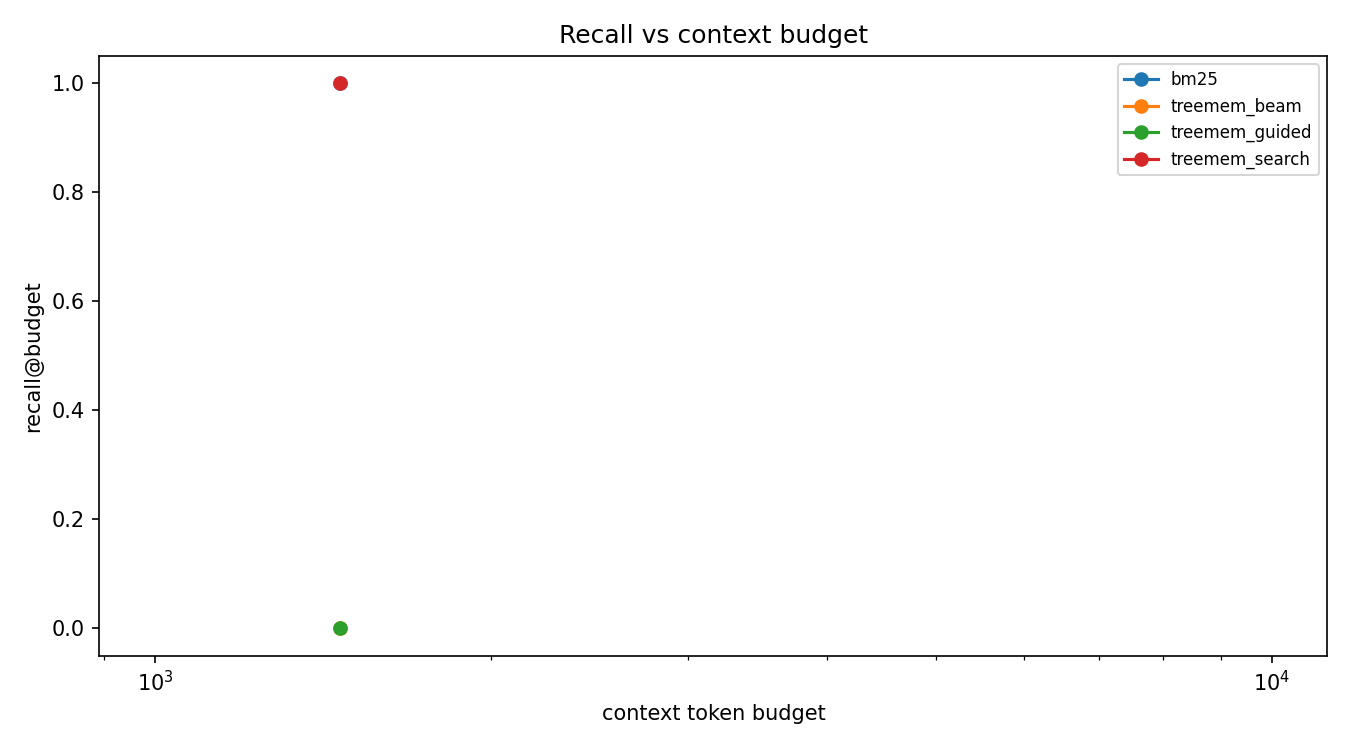 Recall vs context budget
bm25
treemem_beam
treemem_guided
treemem_search
recall@budget
1.0
0.8
0.6
0.4
0.2
0.0
10³
10⁴
context token budget